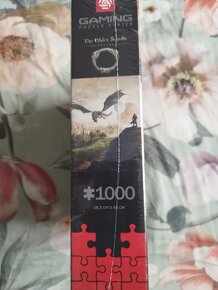 GAMING
PUZZLE SERIES
The Elder Scrolls
1000
68.3 CM X 48 CM